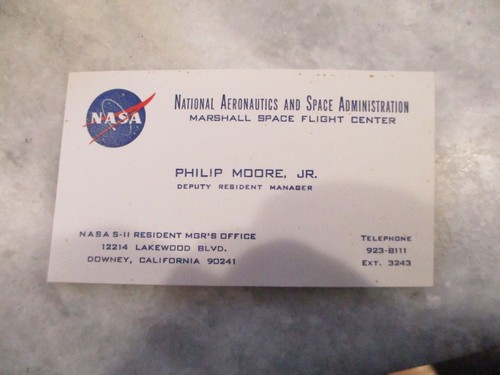 NASA
NATIONAL AERONAUTICS AND SPACE ADMINISTRATION
MARSHALL SPACE FLIGHT CENTER
PHILIP MOORE, JR.
DEPUTY RESIDENT MANAGER
NASA S-II RESIDENT MGR'S OFFICE
12214 LAKEWOOD BLVD.
DOWNEY, CALIFORNIA 90241
TELEPHONE
923-8111
EXT. 3243